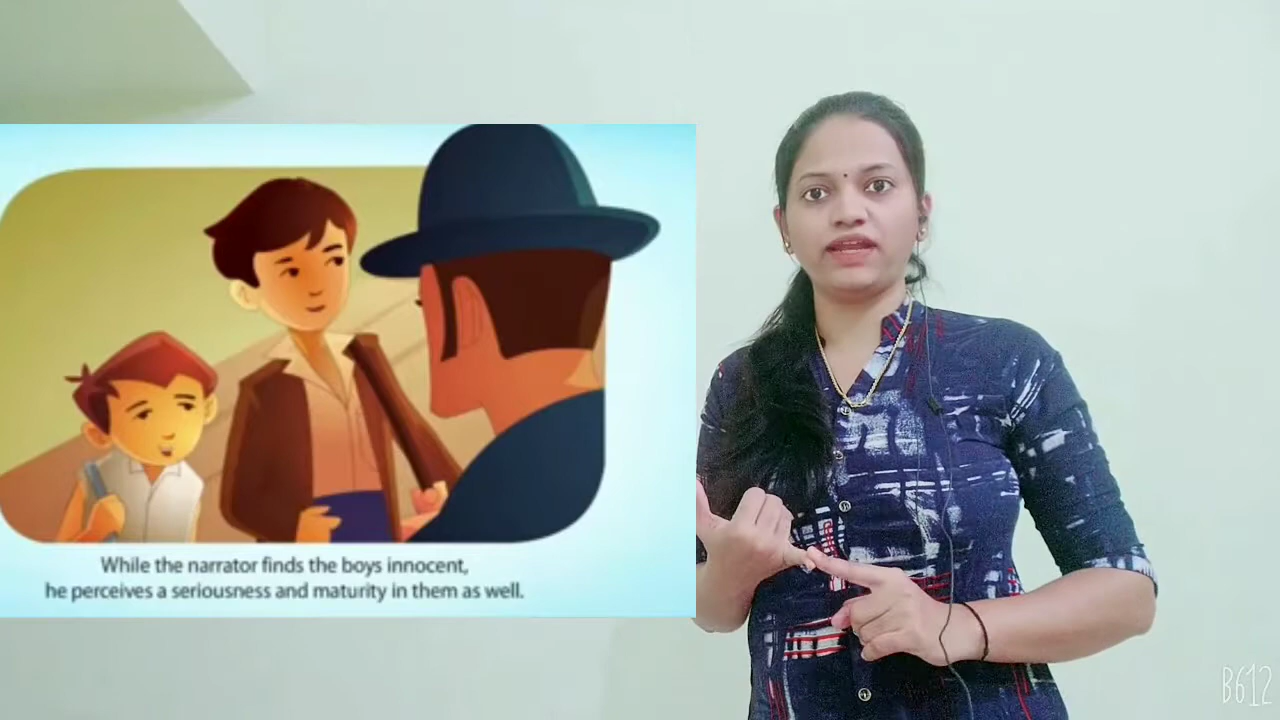 While the narrator finds the boys innocent,
he perceives a seriousness and maturity in them as well.
B612